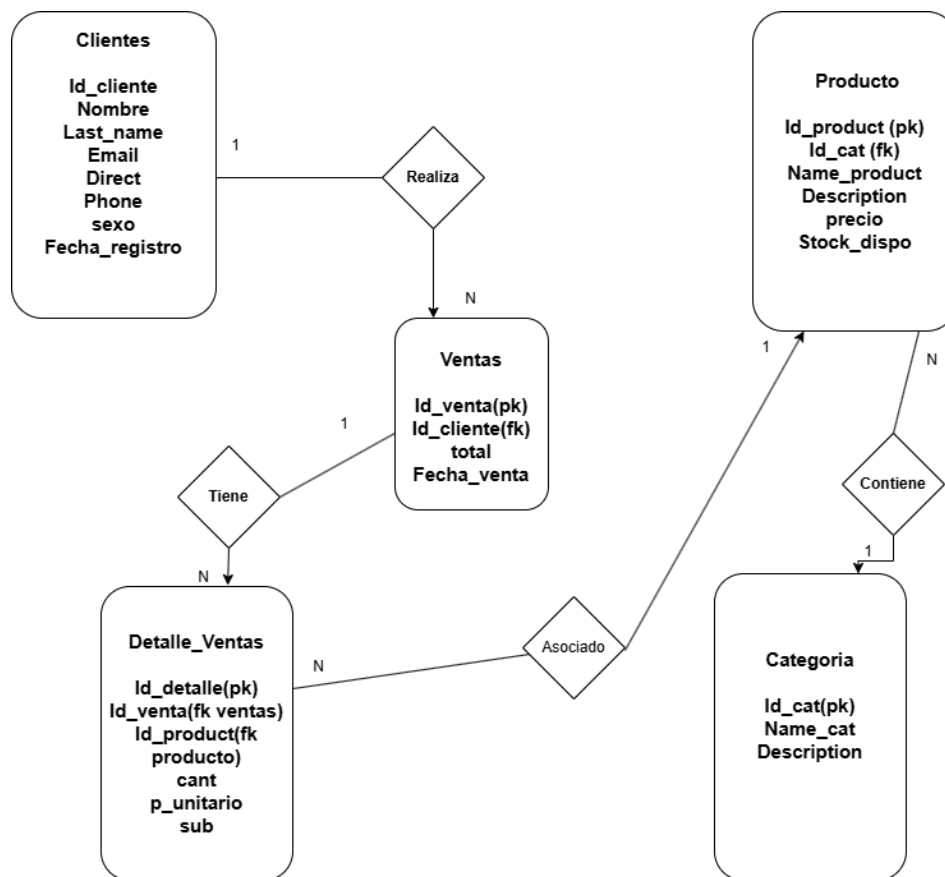 Clientes
Id_cliente
Nombre
Last_name
Email
Direct
Phone
sexo
Fecha_registro
1
Realiza
N
Producto
Id_product (pk)
Id_cat (fk)
Name_product
Description
precio
Stock_dispo
Ventas
Id_venta(pk)
Id_cliente(fk)
total
Fecha_venta
1
Tiene
N
1
N
Contiene
1
Detalle_Ventas
Id_detalle(pk)
Id_venta(fk ventas)
Id_product(fk
producto)
cant
p_unitario
sub
N
Asociado
Categoria
Id_cat(pk)
Name_cat
Description